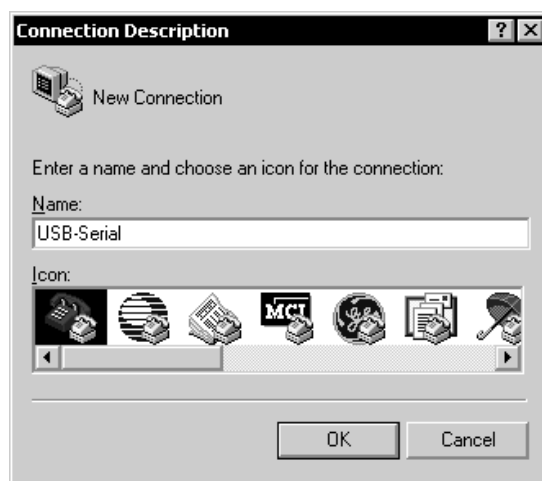 Connection Description
New Connection
Enter a name and choose an icon for the connection:
Name:
USB-Serial
Icon:
MCI
OK Cancel